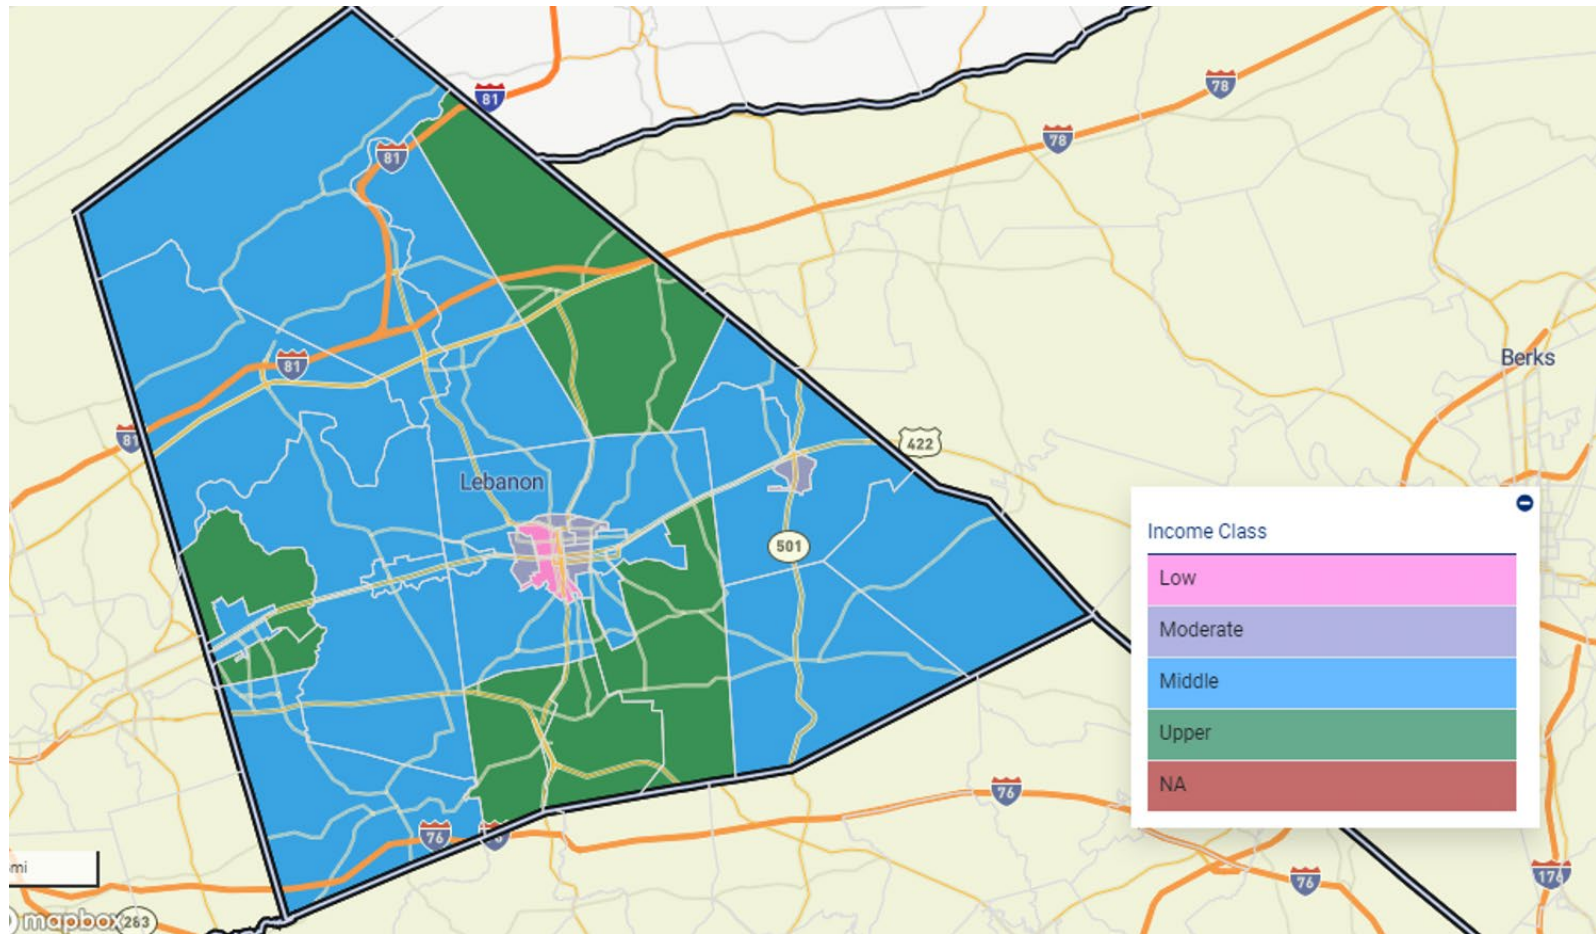 81
78
78
81
Berks
81
81
422
Lebanon
Income Class
501
Low
Moderate
Middle
Upper
NA
76
76
mi
76
176
mapbox
263